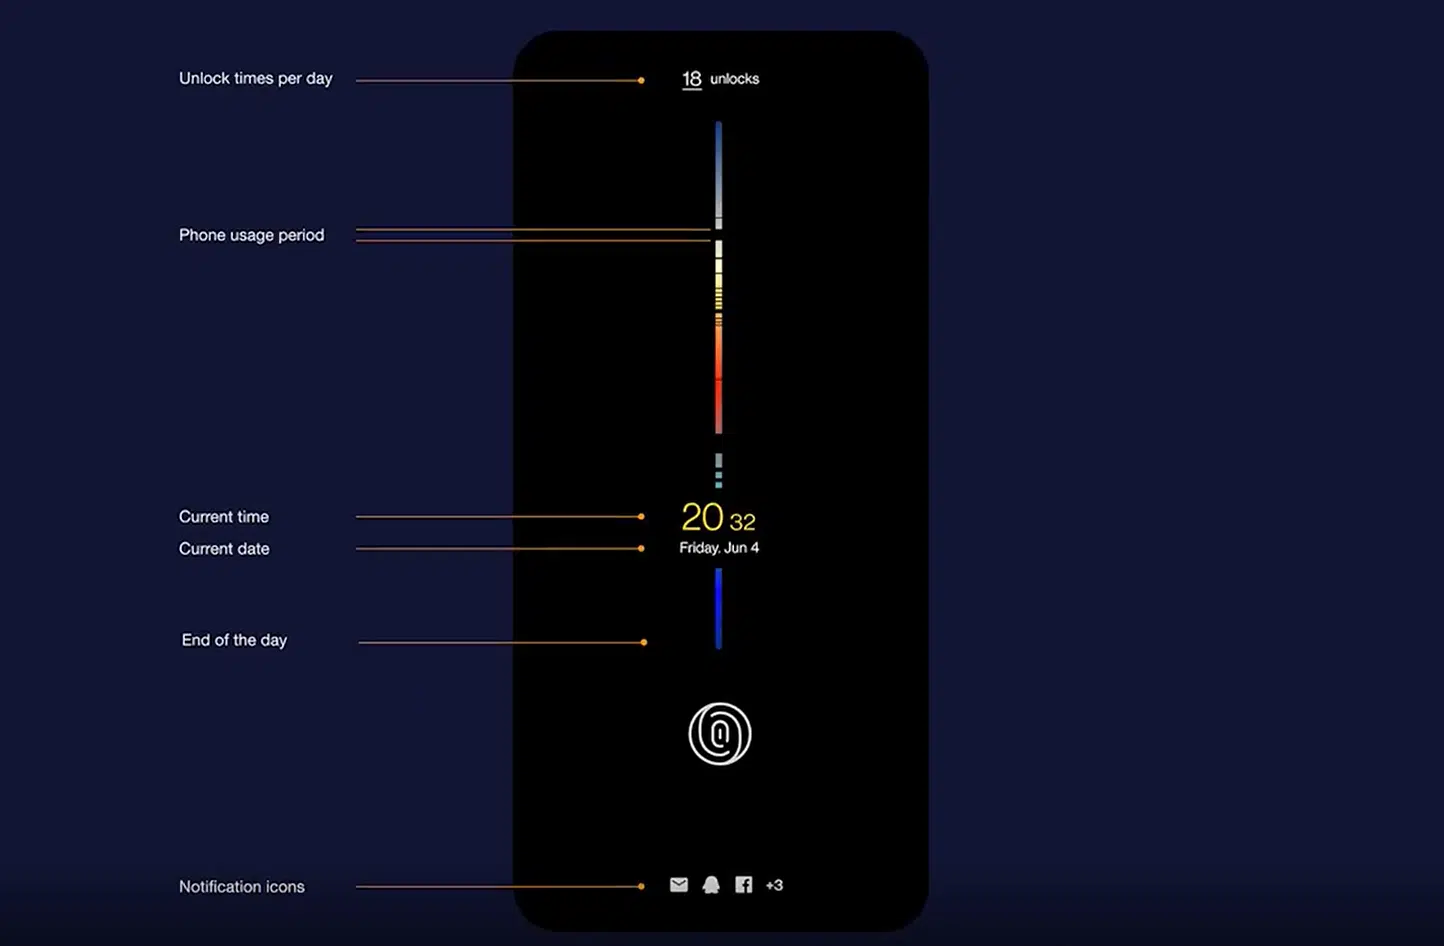 Unlock times per day
18 unlocks
Phone usage period
Current time
20 32
Current date
Friday. Jun 4
End of the day
Notification icons
+3